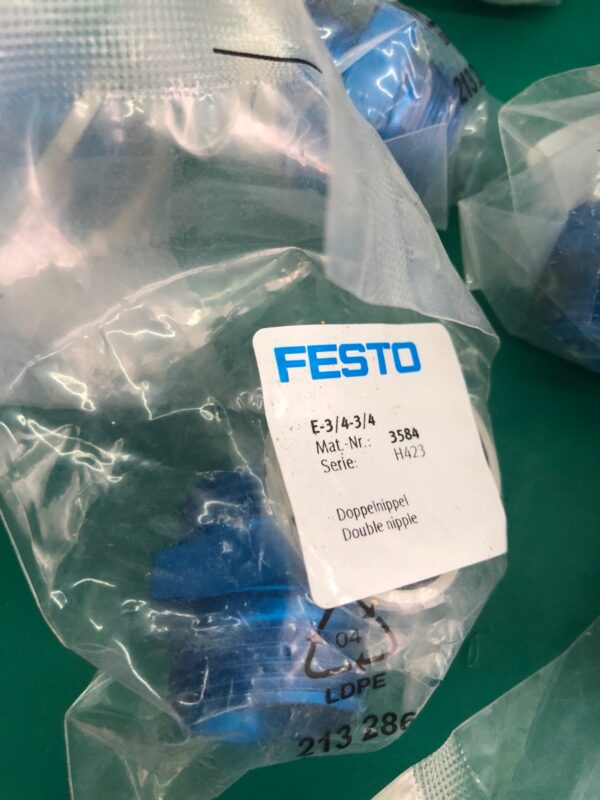 FESTO
E-3/4-3/4
Mat.-Nr.: 3584
Serie: H423
Doppelnippel
Double nipple
04
LDPE
213 286